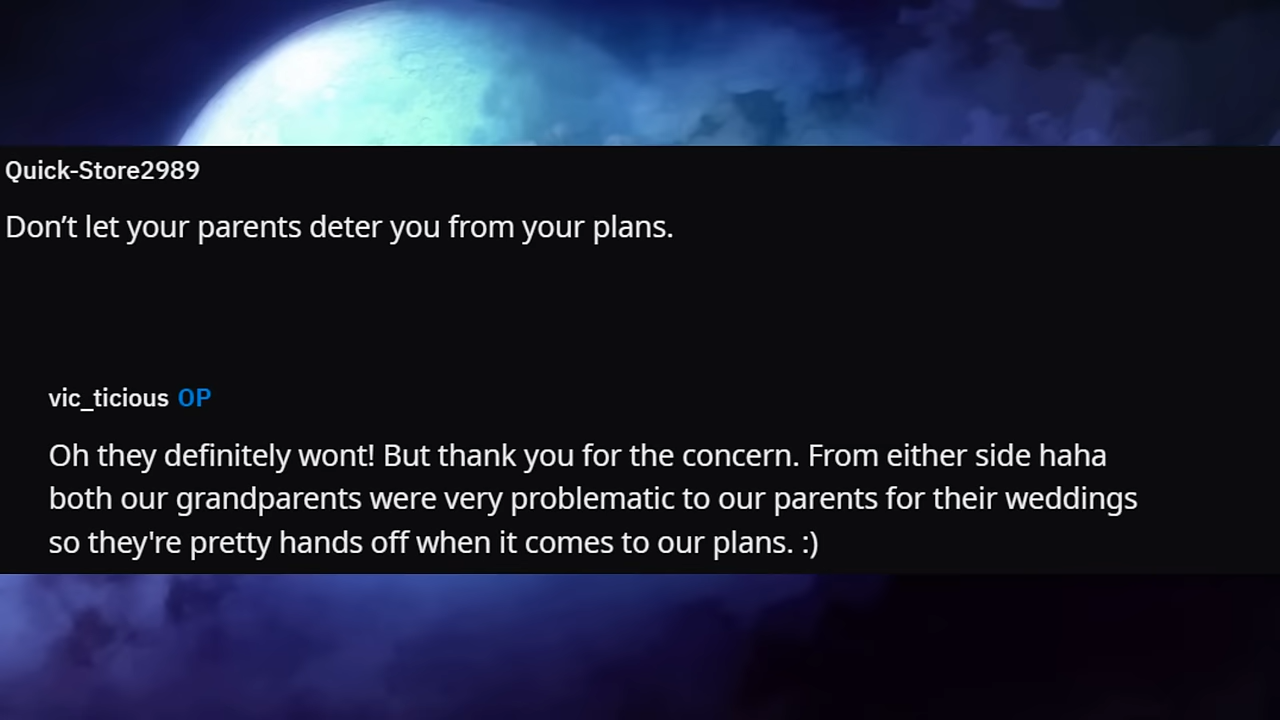 Quick-Store2989
Don’t let your parents deter you from your plans.
vic_ticious OP
Oh they definitely wont! But thank you for the concern. From either side haha
both our grandparents were very problematic to our parents for their weddings
so they're pretty hands off when it comes to our plans. :)